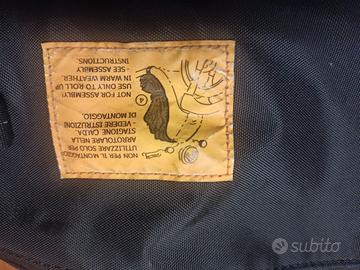 NON PER IL MONTAGGIO
UTILIZZARE SOLO PER
ARROTOLARE NELLA
STAGIONE CALDA
- VEDERE ISTRUZIONI
DI MONTAGGIO.
4
NOT FOR ASSEMBLY
USE ONLY TO ROLL UP
IN WARM WEATHER.
- SEE ASSEMBLY
INSTRUCTIONS.
subito